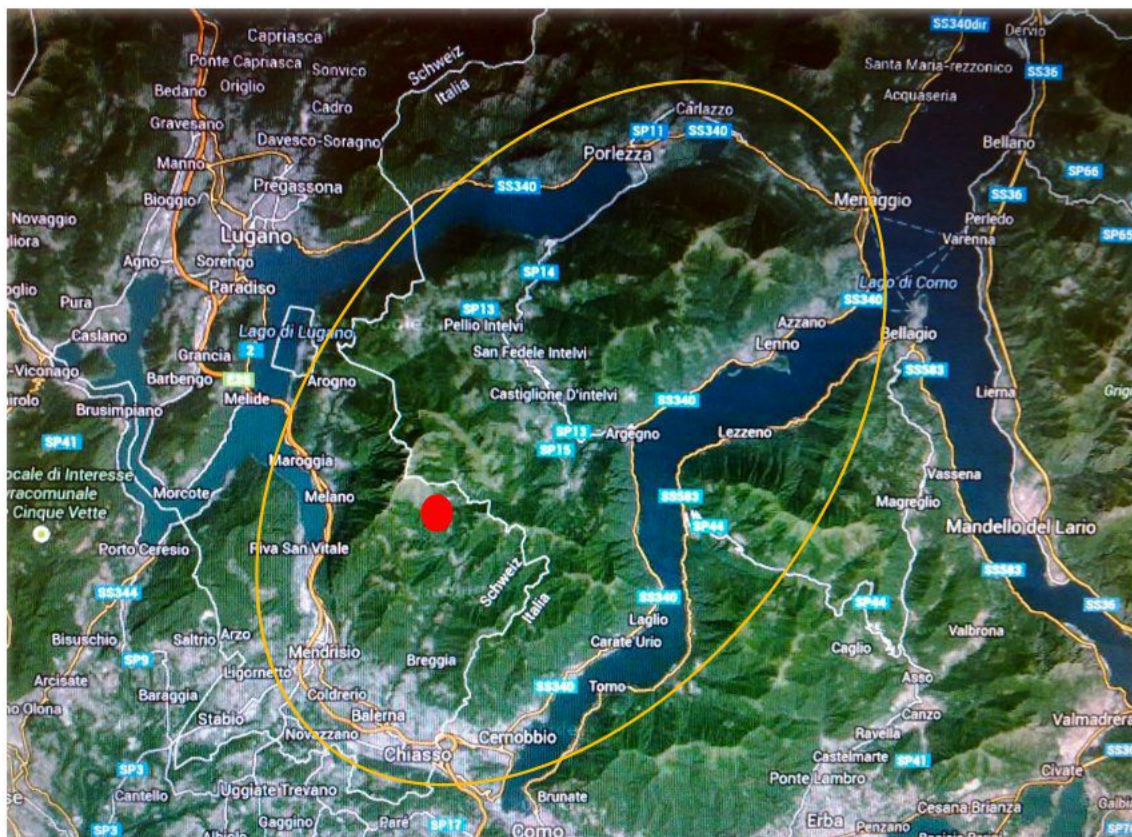 Capriasca
Ponte Capriasca
Sonvico
Origlio
Bedano
Cadro
Gravesano
Davesco-Soragno
Manno
Pregassona
Bioggio
Novaggio
Lugano
Agno
Sorengo
Paradiso
Pura
Caslano
Lago di Lugano
Grancia
2
Barbengo
E35
Arogno
Melide
Brusimpiano
SP41
Maroggia
Morcote
Melano
Cinque Vette
Porto Ceresio
Riva San Vitale
SS344
Bisuschio
Saltrio
Arzo
SP9
Ligornetto
Mendrisio
Arcisate
Baraggia
Coldrerio
Stabio
Balerna
Novazzano
Chiasso
SP3
Cantello
Uggiate Trevano
SP3
Gaggino
Paré
SP17
Como
Schweiz
Italia
SS340
Porlezza
SP11
SS340
Carlazzo
SP14
SP13
Pellio Intelvi
San Fedele Intelvi
Castiglione D'intelvi
SP13
SP15
Argegno
SS340
Lenno
Azzano
SS340
Menaggio
Lago di Como
Bellagio
Lezzeno
SS583
SP44
Schweiz
Italia
SS340
Laglio
Carate Urio
Breggia
SS340
Torno
Cernobbio
Brunate
SS340dir
Dervio
Santa Maria-rezzonico
SS36
Acquaseria
Bellano
SP66
SS36
Perledo
Varenna
SS583
Lierna
Vassena
Magreglio
Mandello del Lario
SS583
SS36
SP44
Valbrona
Caglio
Asso
Canzo
Valmadrera
Ravella
Castelmarte
SP41
Ponte Lambro
Civate
Cesana Brianza
Erba
Penzano